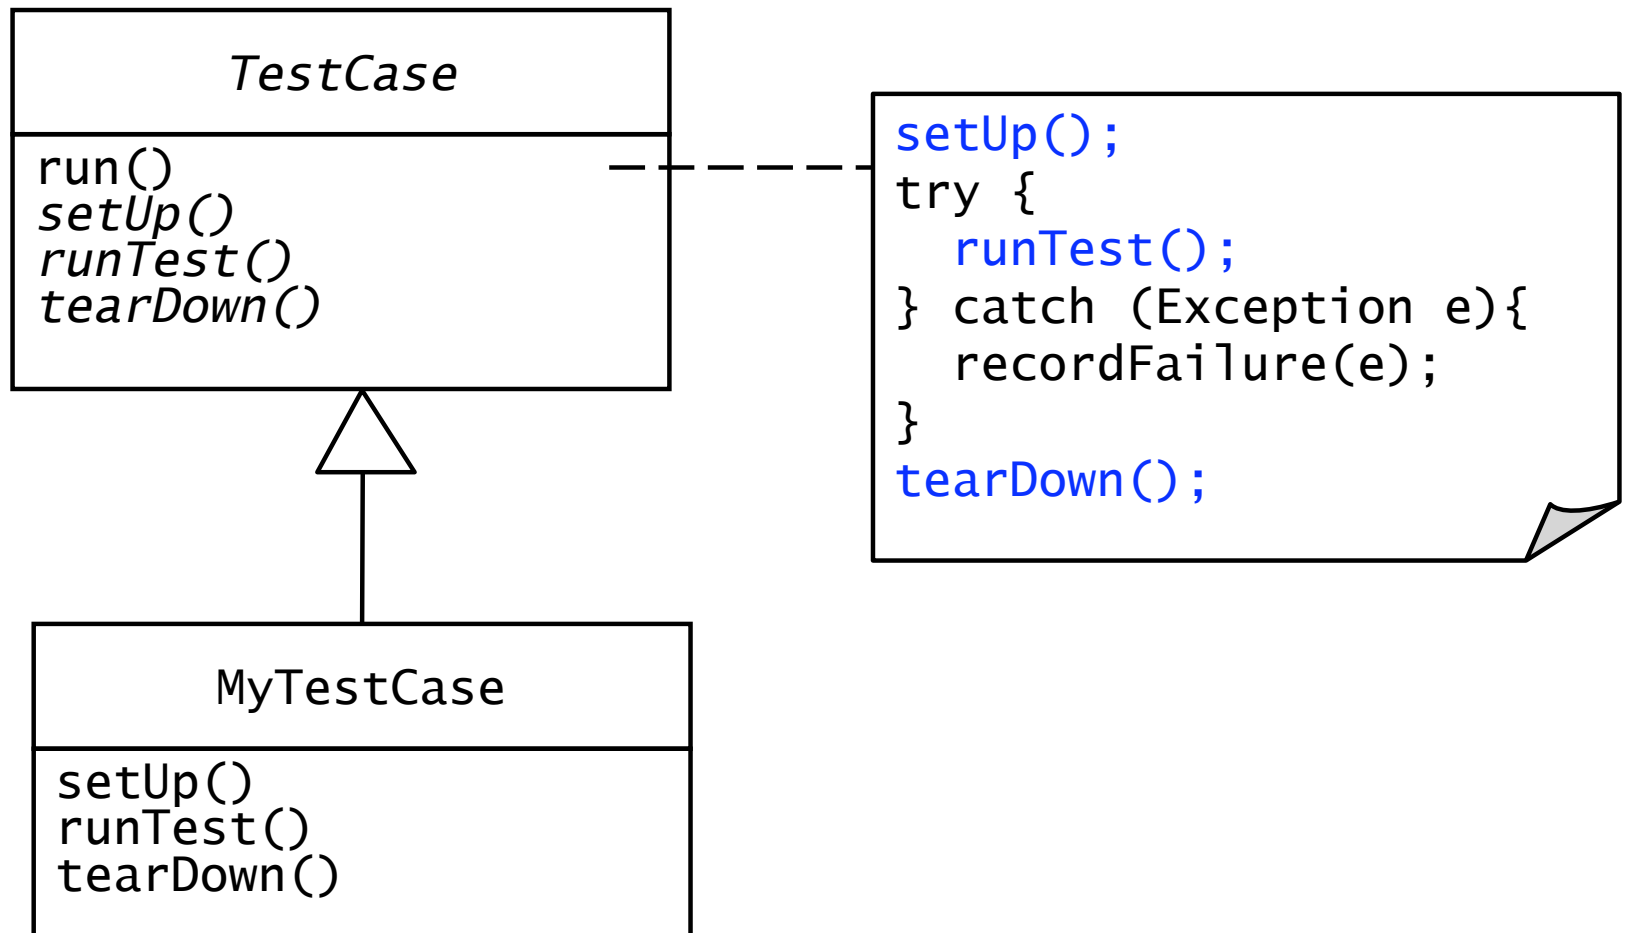 TestCase
run()
setUp()
runTest()
tearDown()
setUp();
try {
  runTest();
} catch (Exception e){
  recordFailure(e);
}
tearDown();
MyTestCase
setUp()
runTest()
tearDown()